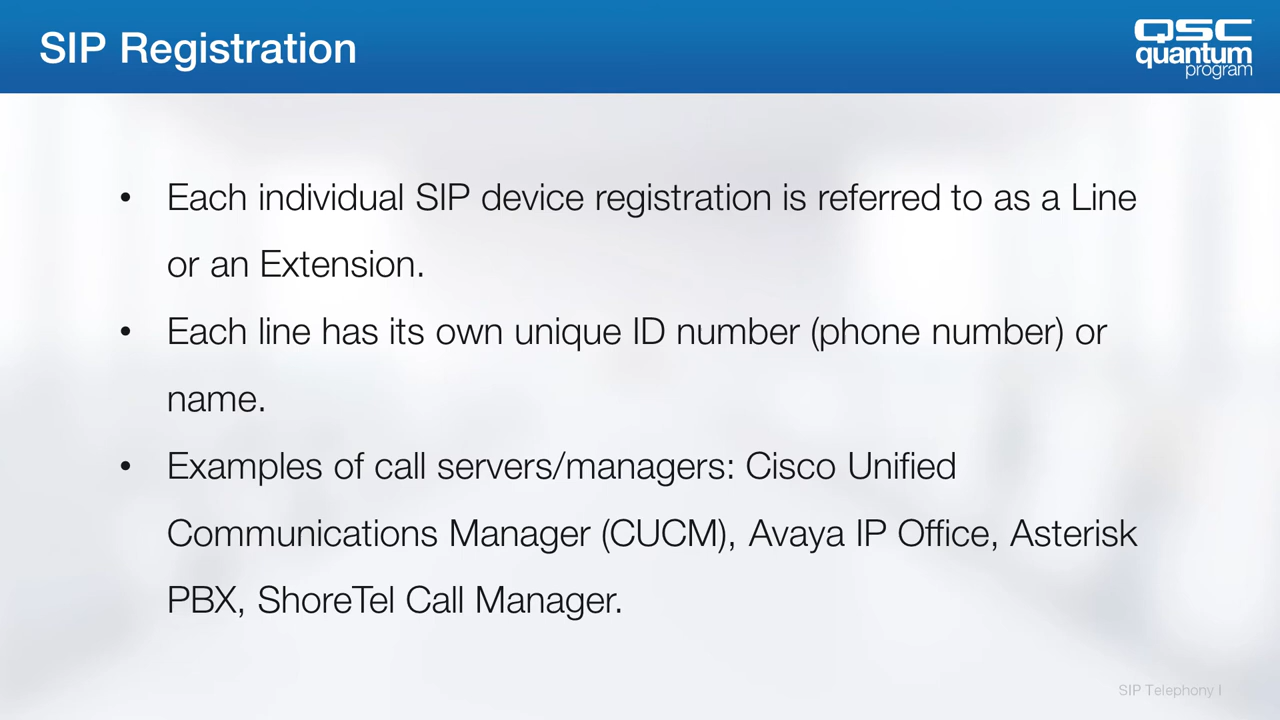 SIP Registration
QSC
quantum
program
• Each individual SIP device registration is referred to as a Line
or an Extension.
• Each line has its own unique ID number (phone number) or
name.
• Examples of call servers/managers: Cisco Unified
Communications Manager (CUCM), Avaya IP Office, Asterisk
PBX, ShoreTel Call Manager.
SIP Telephony I